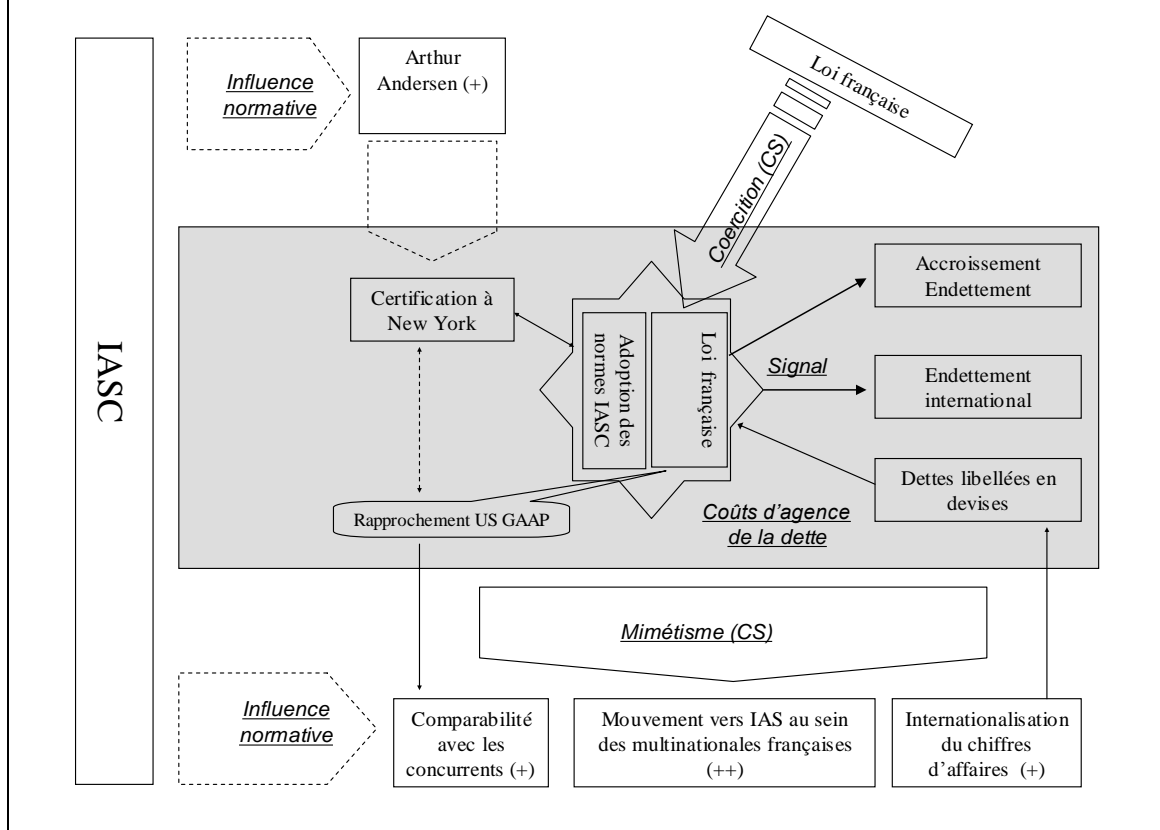 IASC
Influence
normative
Arthur
Andersen (+)
Loi française
Coercition (CS)
Certification à
New York
Adoption des
normes IASC
Loi française
Accroissement
Endettement
Signal
Endettement
international
Dettes libellées en
devises
Rapprochement US GAAP
Coûts d’agence
de la dette
Mimétisme (CS)
Influence
normative
Comparabilité
avec les
concurrents (+)
Mouvement vers IAS au sein
des multinationales françaises
(++)
Internationalisation
du chiffres
d’affaires (+)